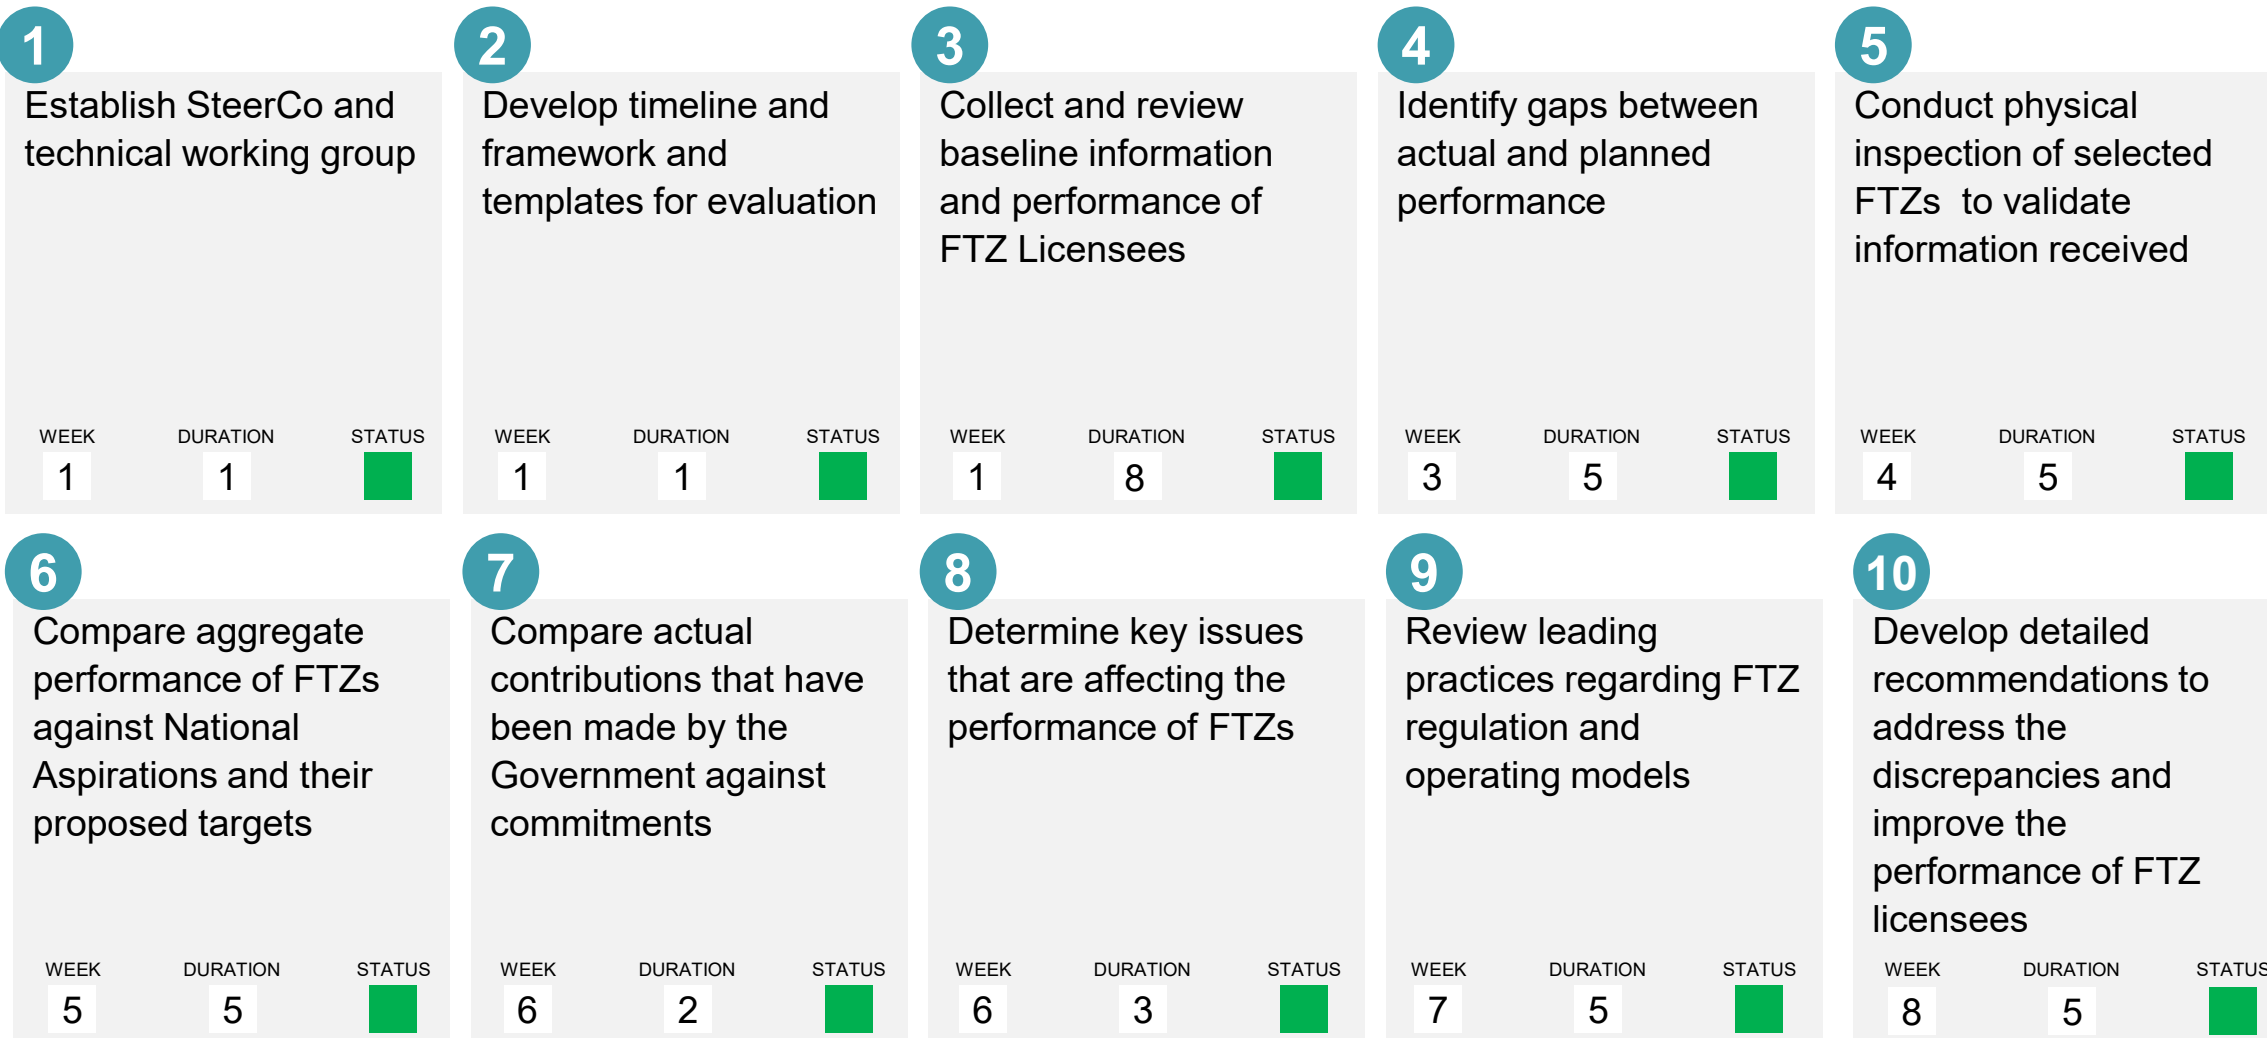 1
Establish SteerCo and
technical working group
WEEK DURATION STATUS
1 1
2
Develop timeline and
framework and
templates for evaluation
WEEK DURATION STATUS
1 1
3
Collect and review
baseline information
and performance of
FTZ Licensees
WEEK DURATION STATUS
1 8
4
Identify gaps between
actual and planned
performance
WEEK DURATION STATUS
3 5
5
Conduct physical
inspection of selected
FTZs  to validate
information received
WEEK DURATION STATUS
4 5
6
Compare aggregate
performance of FTZs
against National
Aspirations and their
proposed targets
WEEK DURATION STATUS
5 5
7
Compare actual
contributions that have
been made by the
Government against
commitments
WEEK DURATION STATUS
6 2
8
Determine key issues
that are affecting the
performance of FTZs
WEEK DURATION STATUS
6 3
9
Review leading
practices regarding FTZ
regulation and
operating models
WEEK DURATION STATUS
7 5
10
Develop detailed
recommendations to
address the
discrepancies and
improve the
performance of FTZ
licensees
WEEK DURATION STATUS
8 5